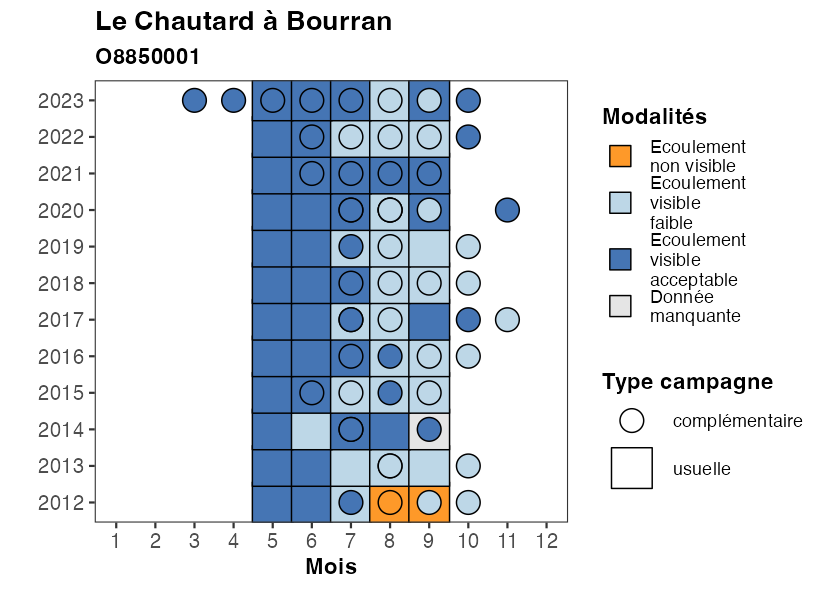 Le Chautard à Bourran
O8850001
2023
2022
2021
2020
2019
2018
2017
2016
2015
2014
2013
2012
1 2 3 4 5 6 7 8 9 10 11 12
Mois
Modalités
Ecoulement
non visible
Ecoulement
visible
faible
Ecoulement
visible
acceptable
Donnée
manquante
Type campagne
complémentaire
usuelle